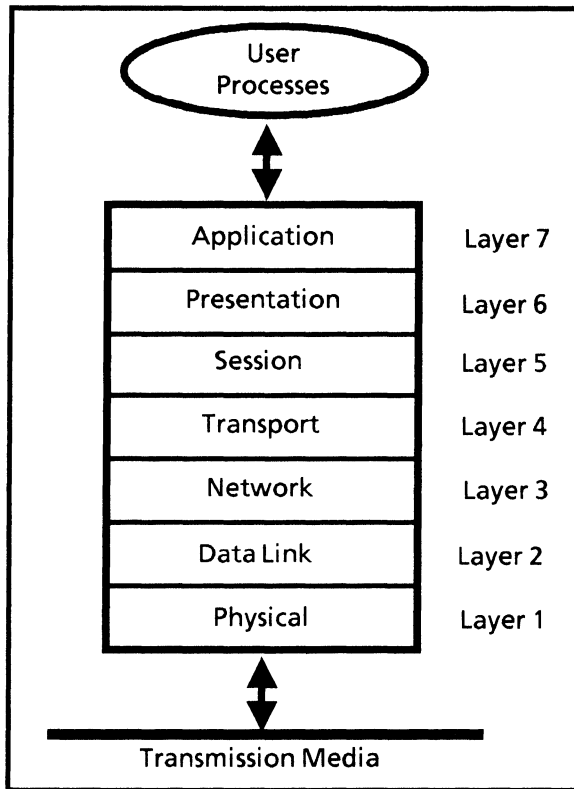 User
Processes
Application Layer 7
Presentation Layer 6
Session Layer 5
Transport Layer 4
Network Layer 3
Data Link Layer 2
Physical Layer 1
Transmission Media